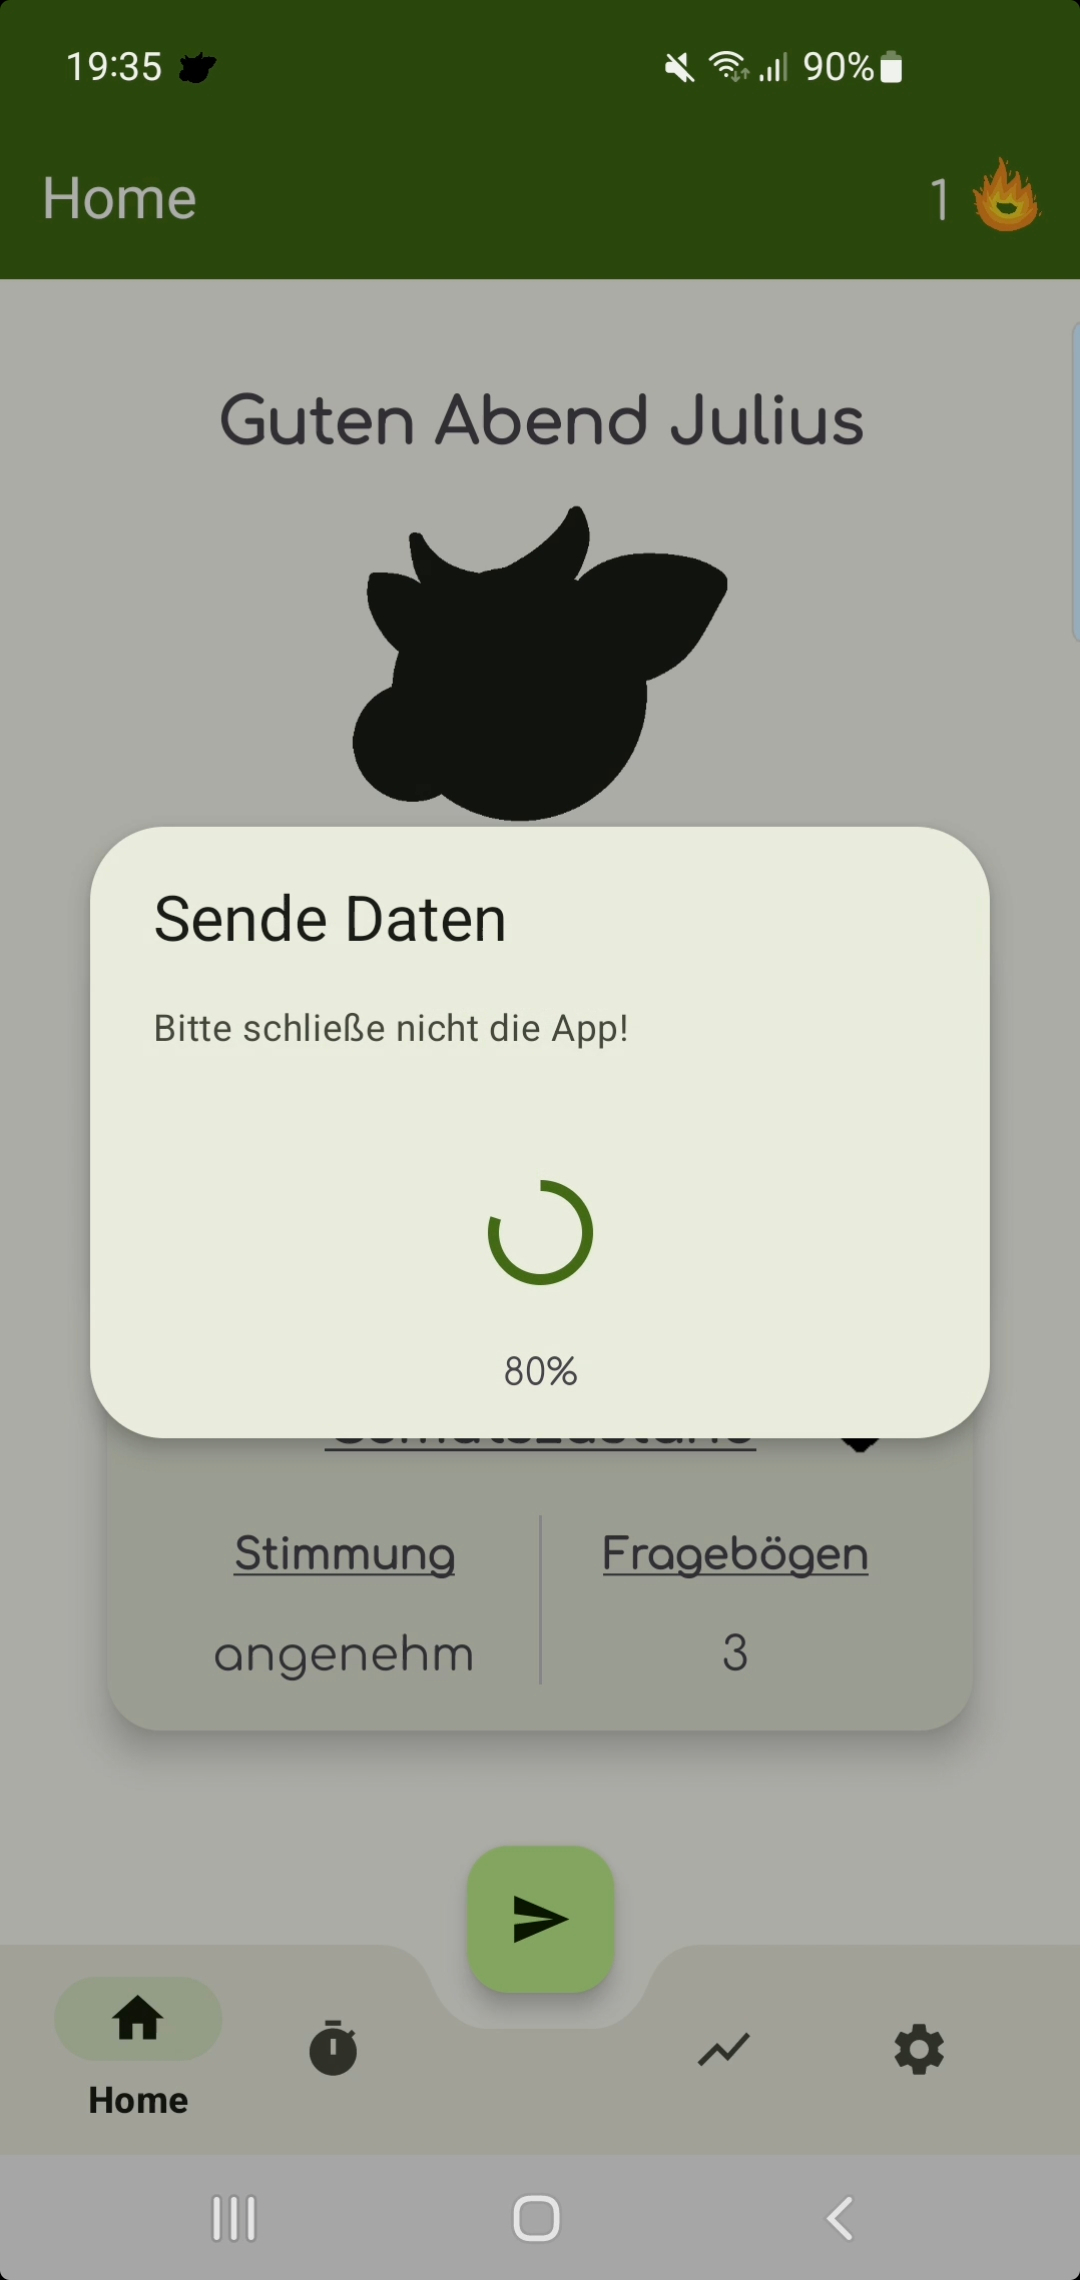 19:35
90%
Home
1
Guten Abend Julius
Sende Daten
Bitte schließe nicht die App!
80%
Stimmung
Fragebögen
angenehm
3
Home